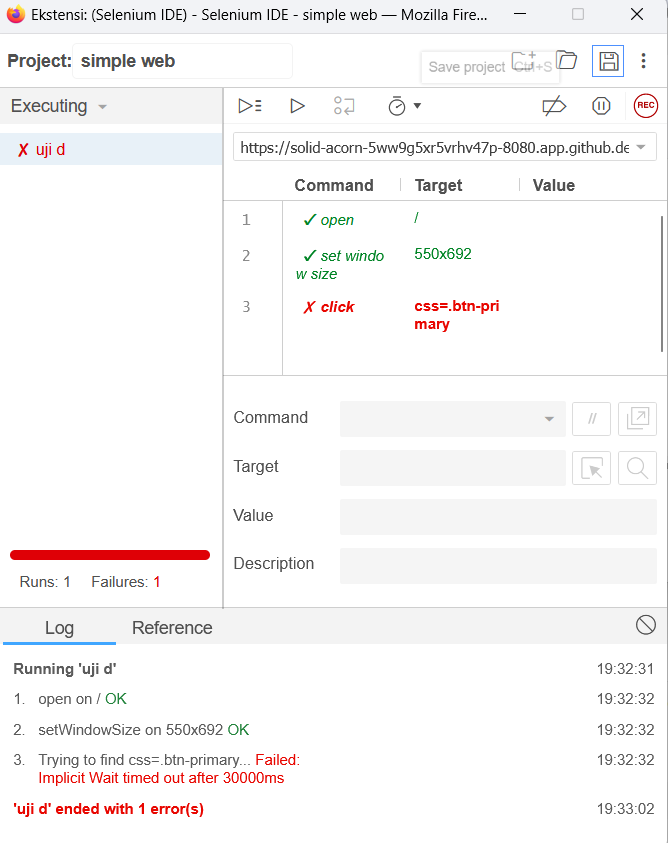 Ekstensi: (Selenium IDE) - Selenium IDE - simple web — Mozilla Fire...
Project: simple web
Save project Ctrl+S
Executing
REC
✗ uji d
https://solid-acorn-5ww9g5xr5vrhv47p-8080.app.github.de
Command Target Value
1 ✓ open /
2 ✓ set windo 550x692
w size
3 ✗ click css=.btn-pri
mary
Command //
Target
Value
Description
Runs: 1 Failures: 1
Log Reference
Running 'uji d' 19:32:31
1. open on / OK 19:32:32
2. setWindowSize on 550x692 OK 19:32:32
3. Trying to find css=.btn-primary... Failed: 19:32:32
Implicit Wait timed out after 30000ms
'uji d' ended with 1 error(s) 19:33:02